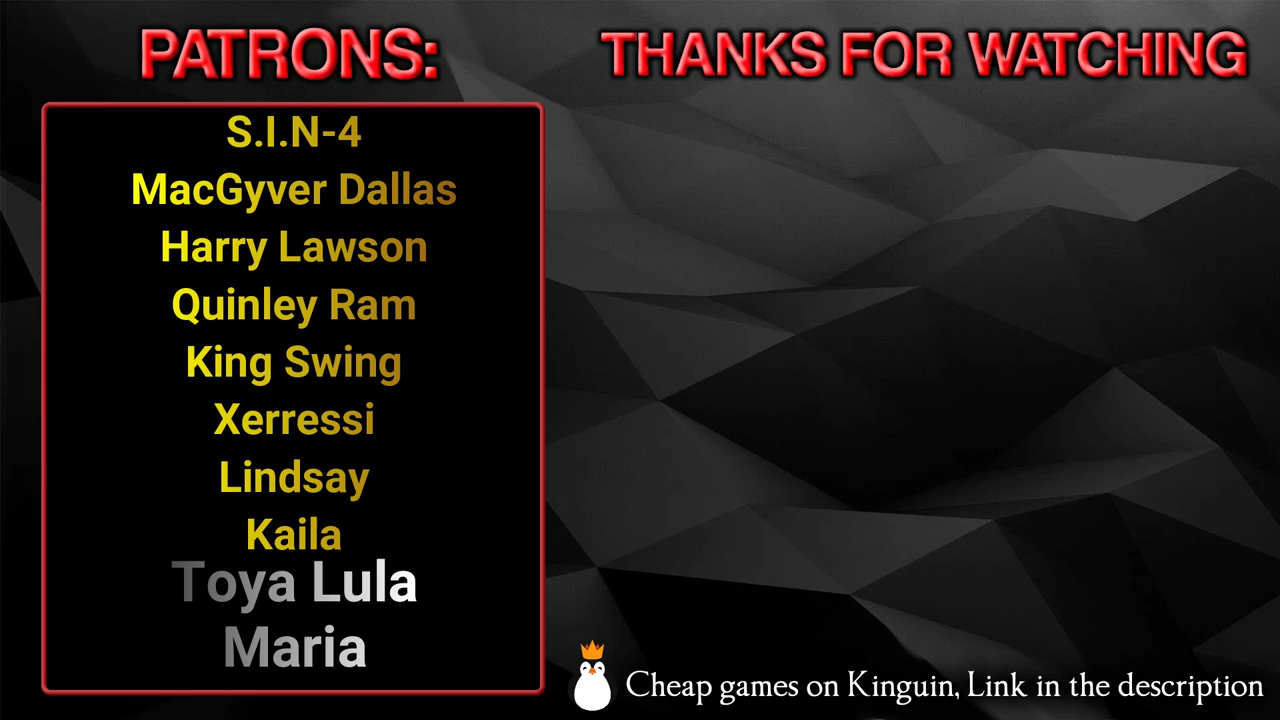 PATRONS:
S.I.N-4
MacGyver Dallas
Harry Lawson
Quinley Ram
King Swing
Xerressi
Lindsay
Kaila
Toya Lula
Maria
THANKS FOR WATCHING
Cheap games on Kinguin, Link in the description